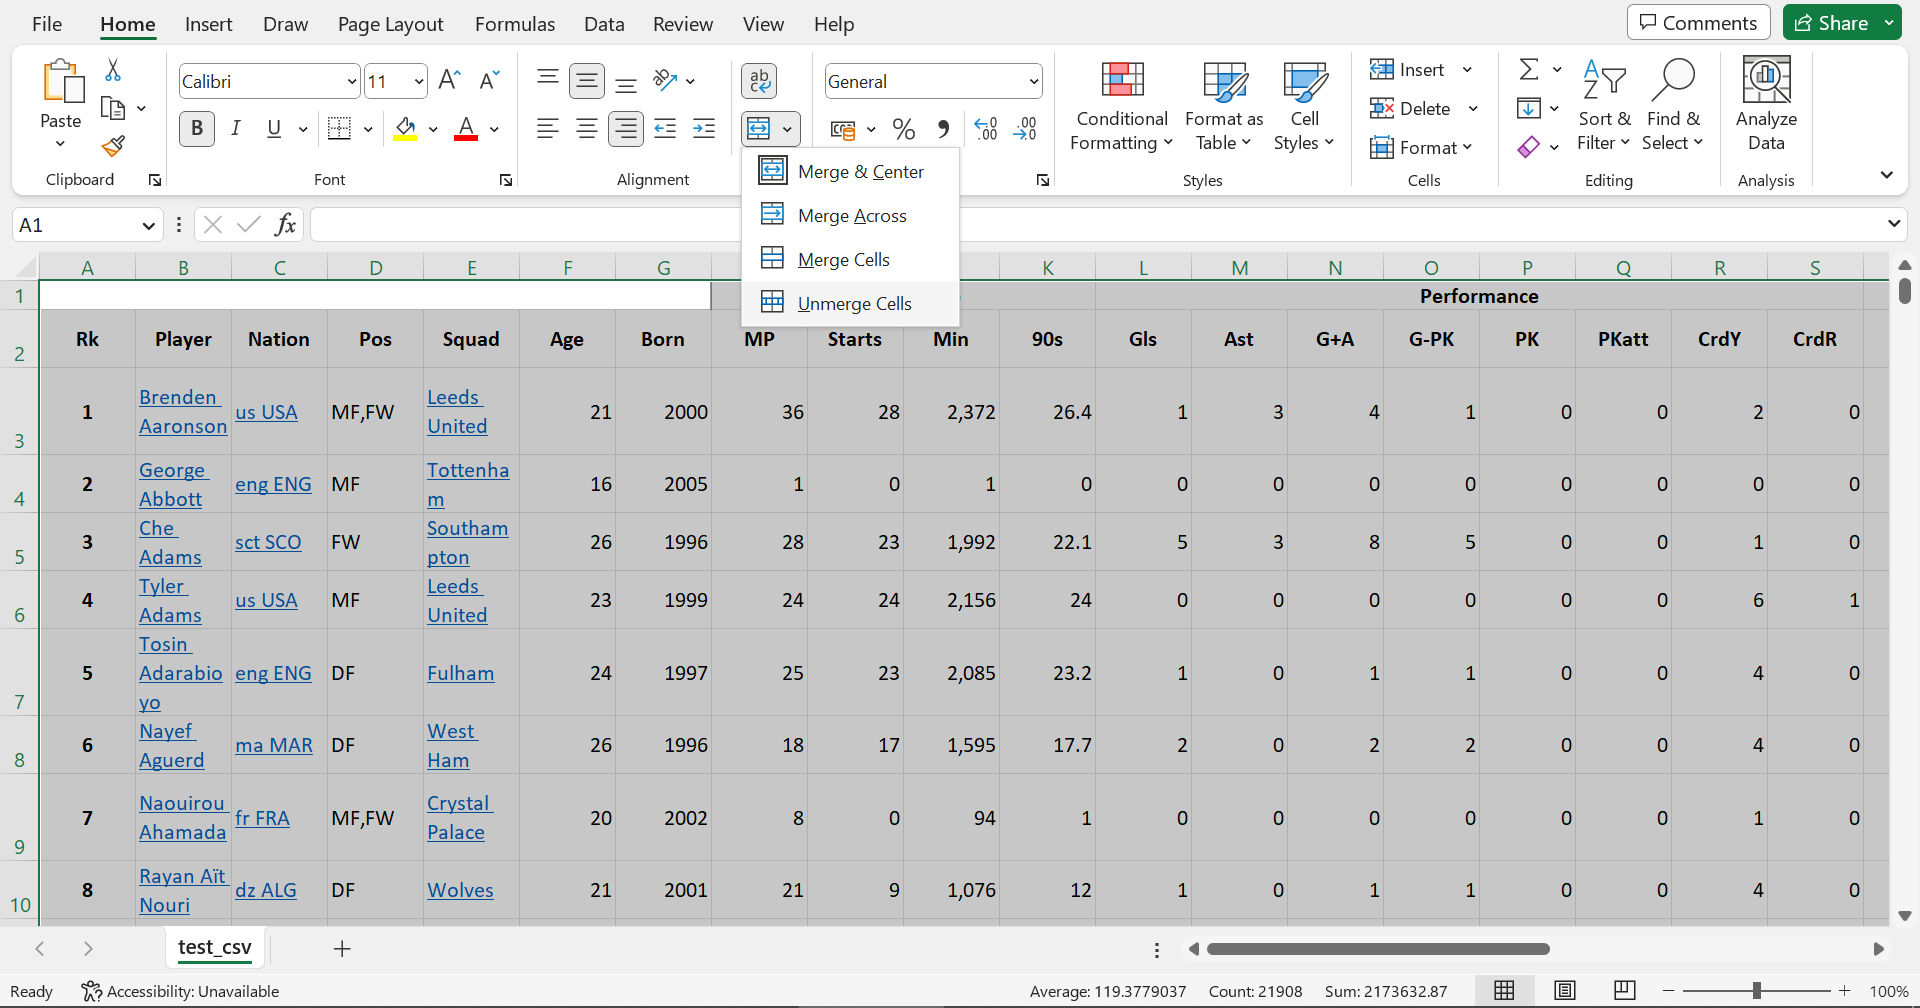 File Home Insert Draw Page Layout Formulas Data Review View Help Comments Share
Paste
Clipboard
Calibri 11
B I U A
Font
ab
Alignment
General
% .00 .00
Conditional Formatting
Format as Table
Cell Styles
Styles
Insert
Delete
Format
Cells
Sort & Filter
Find & Select
Editing
Analyze Data
Analysis
Merge & Center
Merge Across
Merge Cells
Unmerge Cells
A1 fx
A B C D E F G K L M N O P Q R S
1 Performance
2 Rk Player Nation Pos Squad Age Born MP Starts Min 90s Gls Ast G+A G-PK PK PKatt CrdY CrdR
3 1 Brenden Aaronson us USA MF,FW Leeds United 21 2000 36 28 2,372 26.4 1 3 4 1 0 0 2 0
4 2 George Abbott eng ENG MF Tottenham 16 2005 1 0 1 0 0 0 0 0 0 0 0 0
5 3 Che Adams sct SCO FW Southampton 26 1996 28 23 1,992 22.1 5 3 8 5 0 0 1 0
6 4 Tyler Adams us USA MF Leeds United 23 1999 24 24 2,156 24 0 0 0 0 0 0 6 1
7 5 Tosin Adarabioyo eng ENG DF Fulham 24 1997 25 23 2,085 23.2 1 0 1 1 0 0 4 0
8 6 Nayef Aguerd ma MAR DF West Ham 26 1996 18 17 1,595 17.7 2 0 2 2 0 0 4 0
9 7 Naouirou Ahamada fr FRA MF,FW Crystal Palace 20 2002 8 0 94 1 0 0 0 0 0 0 1 0
10 8 Rayan Aït Nouri dz ALG DF Wolves 21 2001 21 9 1,076 12 1 0 1 1 0 0 4 0
test_csv
Ready Accessibility: Unavailable Average: 119.3779037 Count: 21908 Sum: 2173632.87 100%